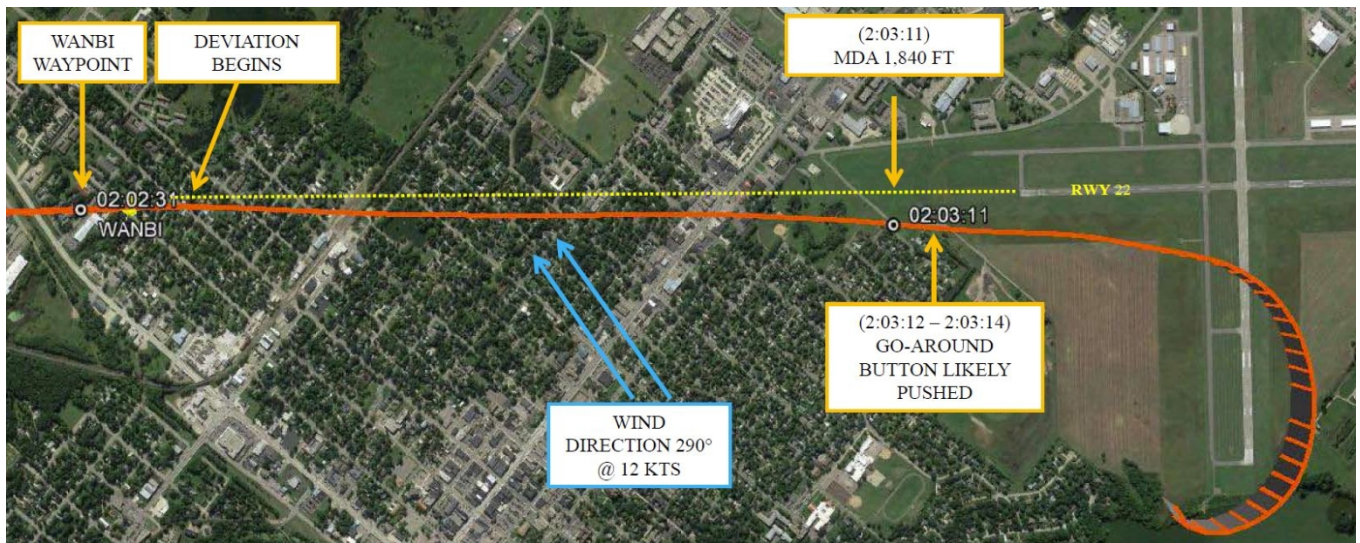 WANBI
WAYPOINT
DEVIATION
BEGINS
(2:03:11)
MDA 1,840 FT
02:02:31
WANBI
RWY 22
02:03:11
(2:03:12 – 2:03:14)
GO-AROUND
BUTTON LIKELY
PUSHED
WIND
DIRECTION 290°
@ 12 KTS